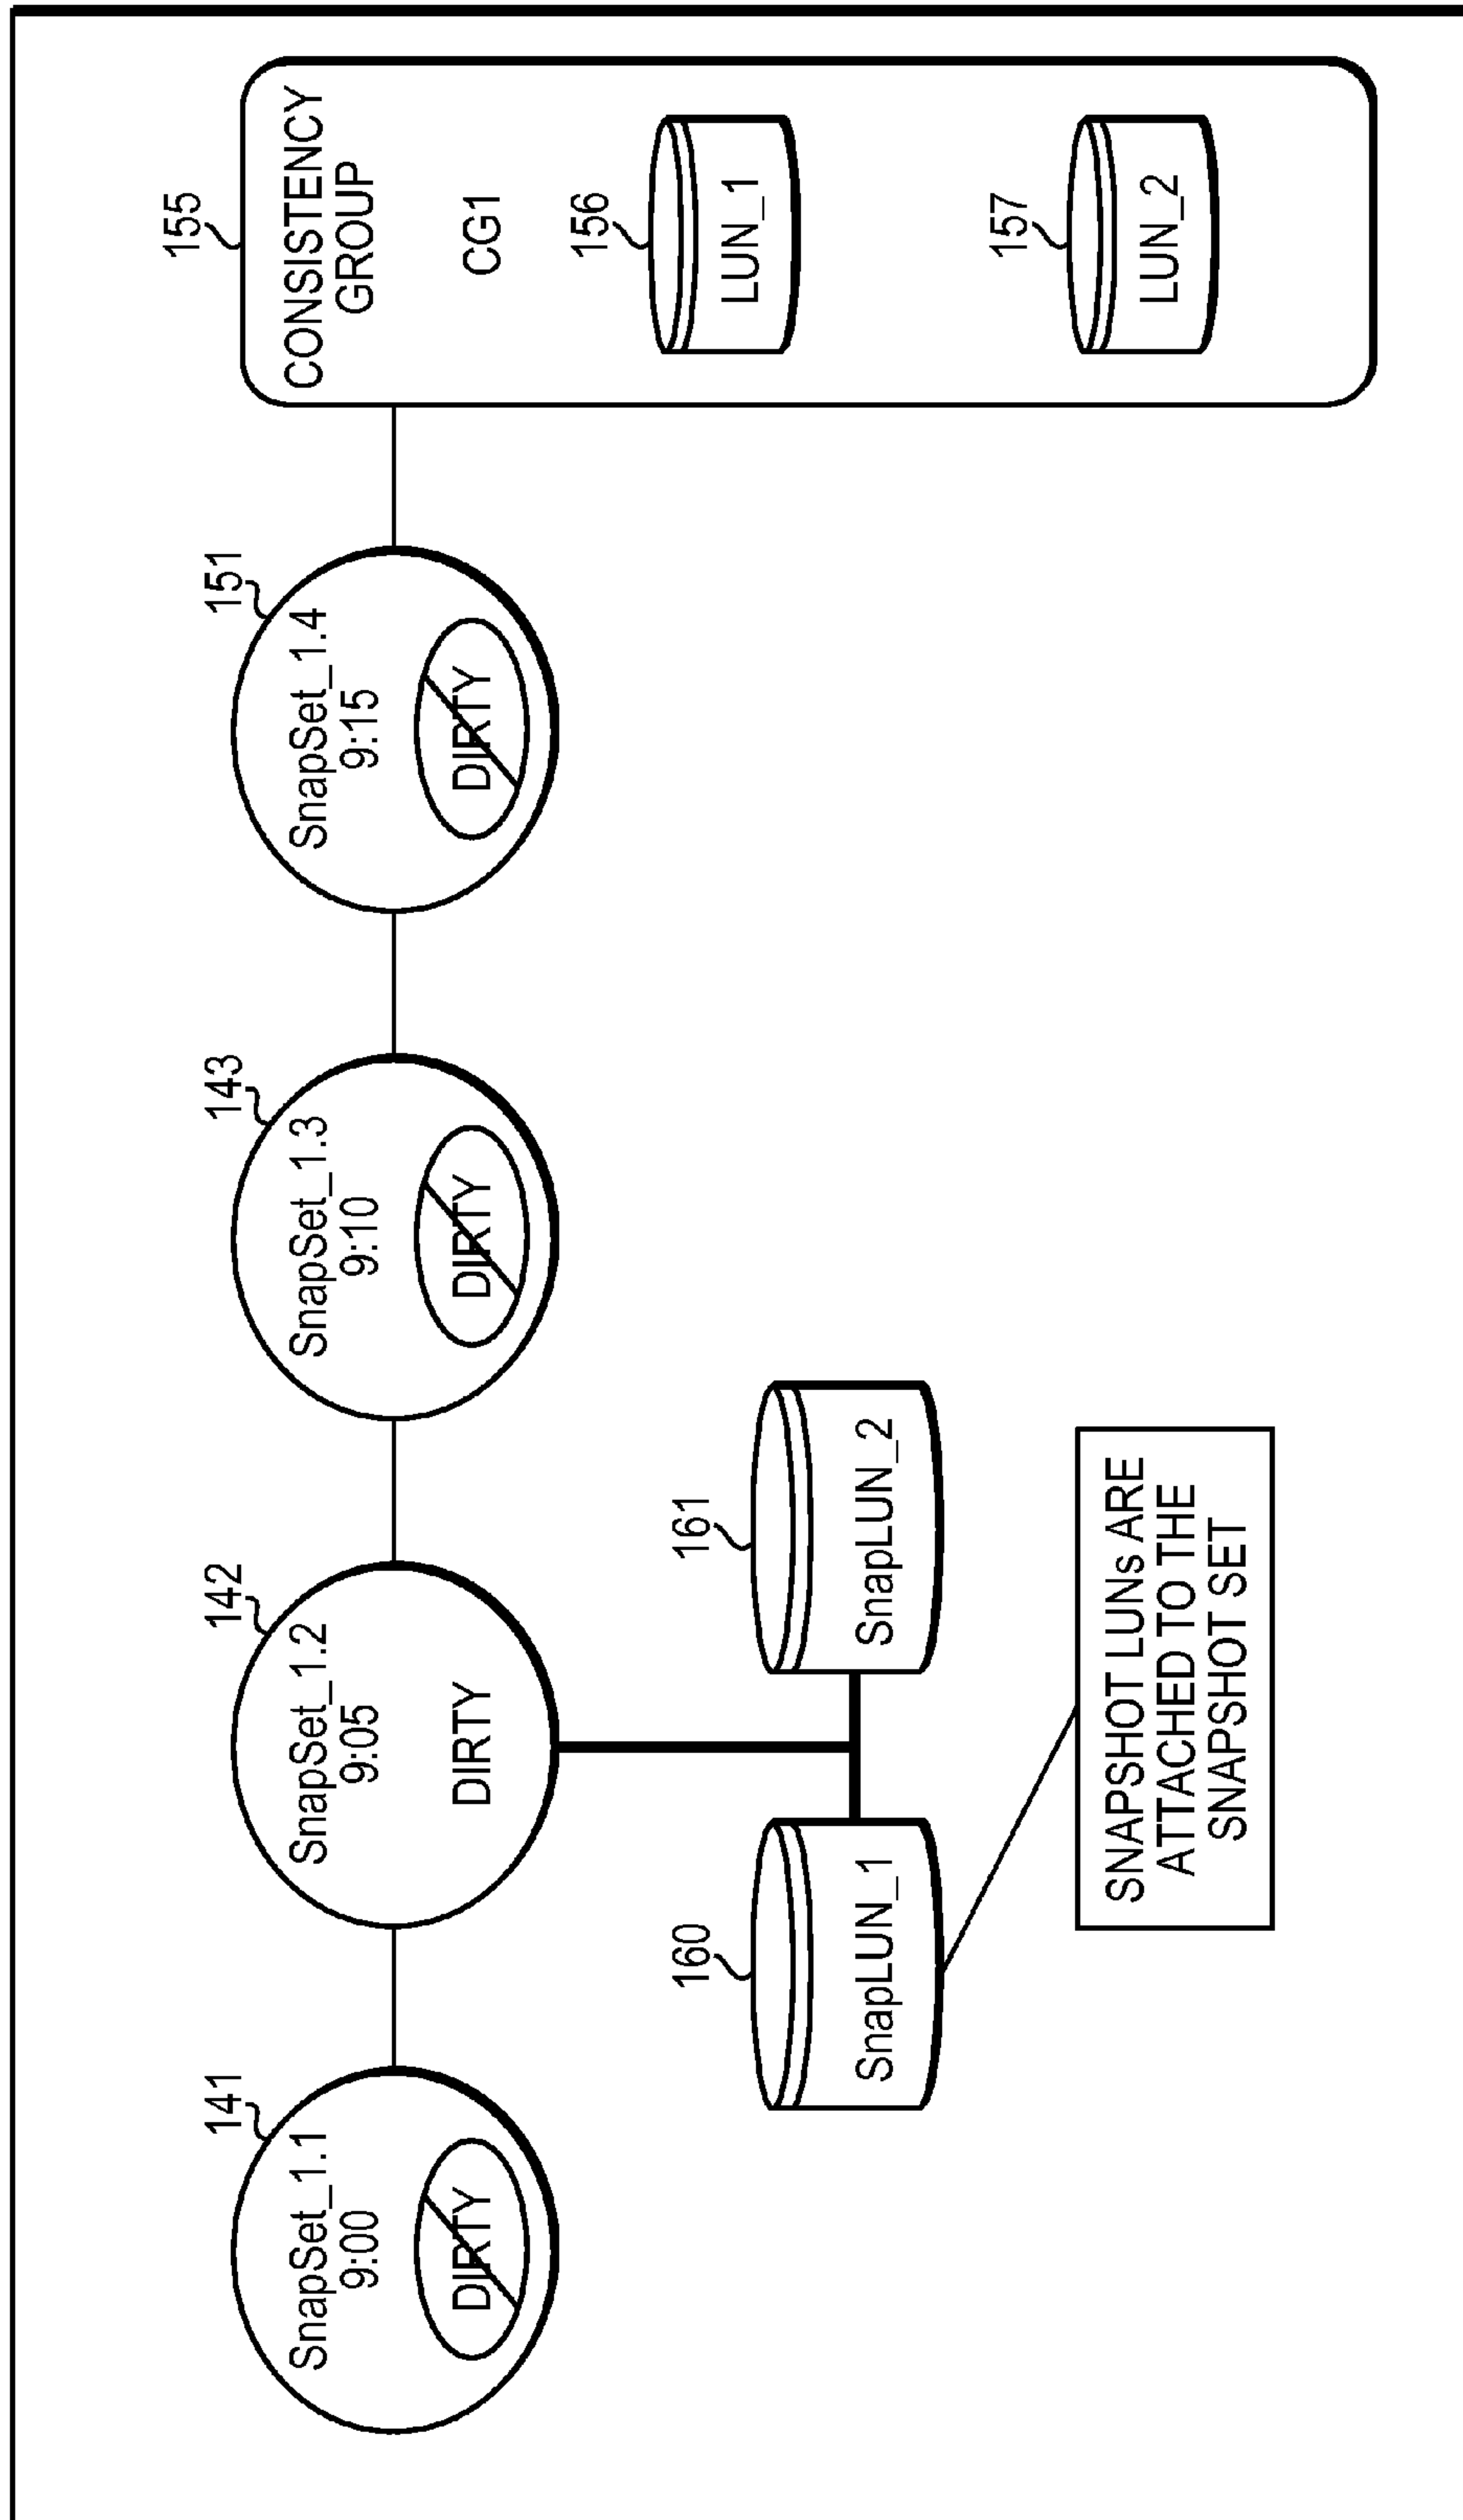 141
SnapSet_1.1
9:00
DIRTY
142
SnapSet_1.2
9:05
DIRTY
143
SnapSet_1.3
9:10
DIRTY
151
SnapSet_1.4
9:15
DIRTY
155
CONSISTENCY
GROUP
CG1
156
LUN_1
157
LUN_2
160
SnapLUN_1
161
SnapLUN_2
SNAPSHOT LUNs ARE
ATTACHED TO THE
SNAPSHOT SET